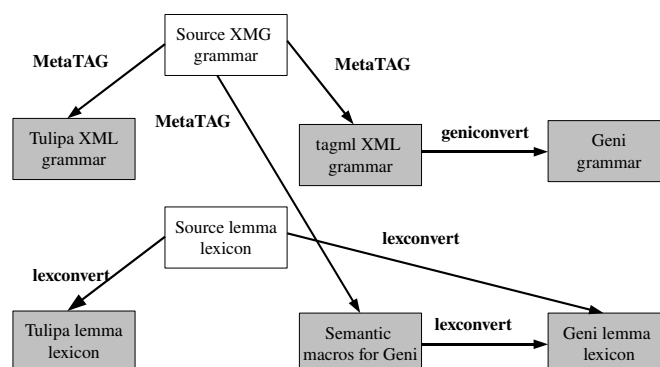 Source XMG
grammar
MetaTAG
MetaTAG
MetaTAG
Tulipa XML
grammar
tagml XML
grammar
geniconvert
Geni
grammar
Source lemma
lexicon
lexconvert
lexconvert
Tulipa lemma
lexicon
Semantic
macros for Geni
lexconvert
Geni lemma
lexicon